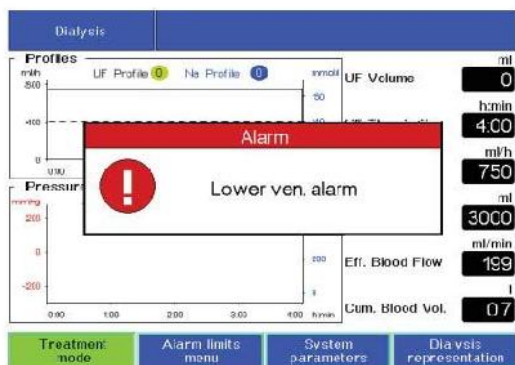 Dialysis
Profiles
ml/h
UF Profile 0 Na Profile 0
mmol/l
150
400
0
0:00
Pressure
mmHg
200
0
-200
200
0:00 1:00 2:00 3:00 4:00 h:min
Alarm
Lower ven. alarm
ml
UF Volume 0
h:min
4:00
ml/h
750
ml
3000
ml/min
Eff. Blood Flow 199
l
Cum. Blood Vol. 07
Treatment mode
Alarm limits menu
System parameters
Dialysis representation